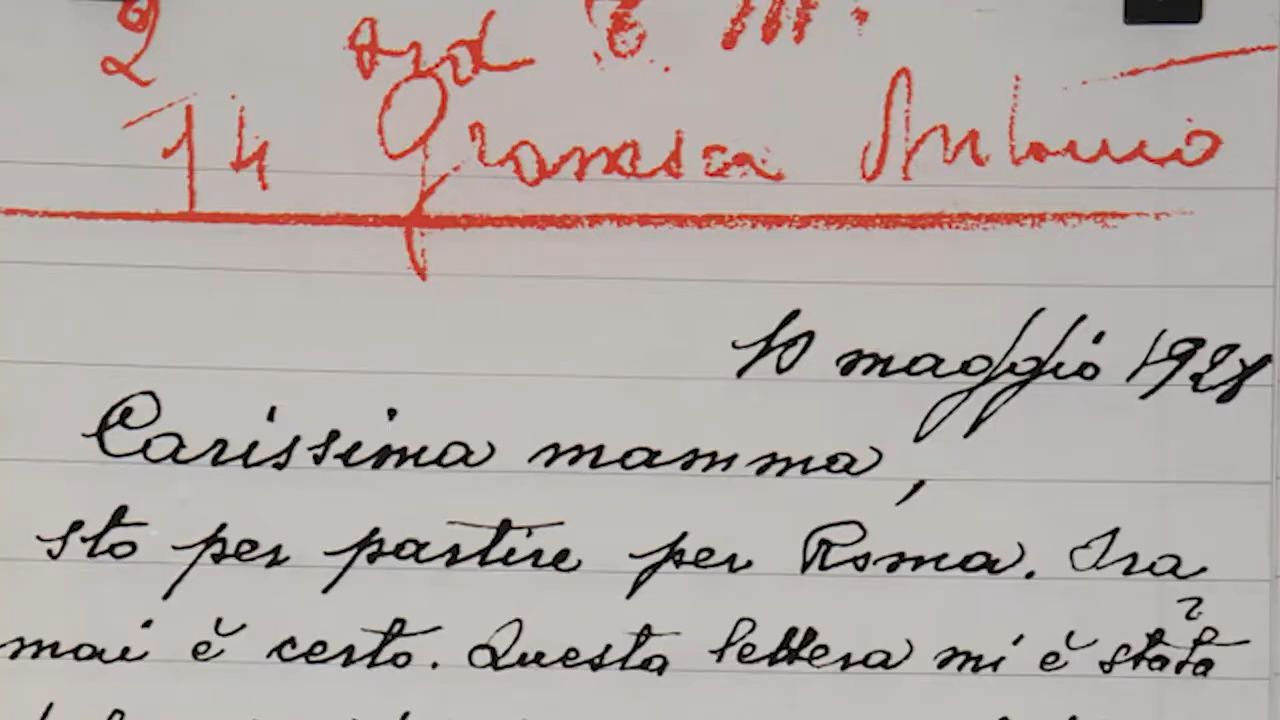 2
14 Gramsca Antonio
10 maggio 1928
Carissima mamma,
sto per partire per Roma. Ora
mai è certo. Questa lettera mi è stata